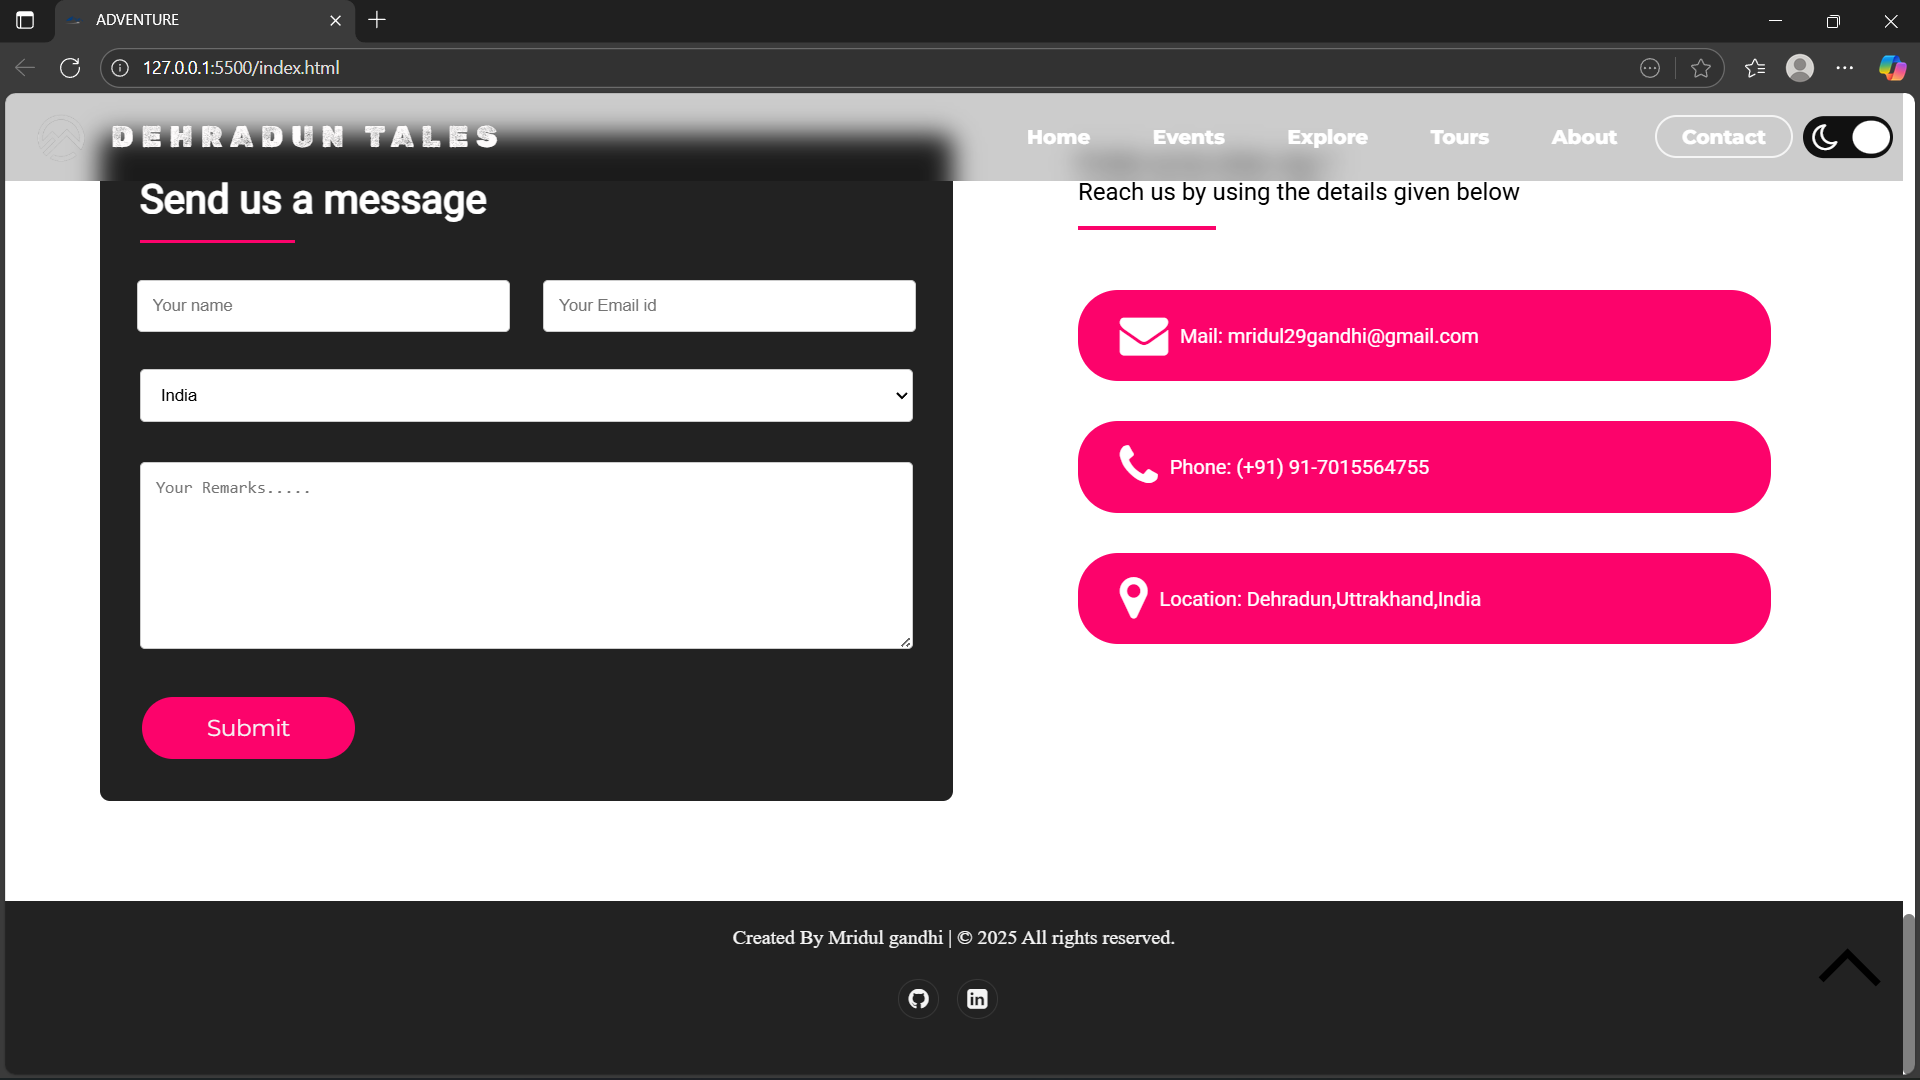 ADVENTURE
127.0.0.1:5500/index.html
DEHRADUN TALES
Home Events Explore Tours About Contact
Send us a message
Your name
Your Email id
India
Your Remarks.....
Submit
Reach us by using the details given below
Mail: mridul29gandhi@gmail.com
Phone: (+91) 91-7015564755
Location: Dehradun,Uttrakhand,India
Created By Mridul gandhi | © 2025 All rights reserved.